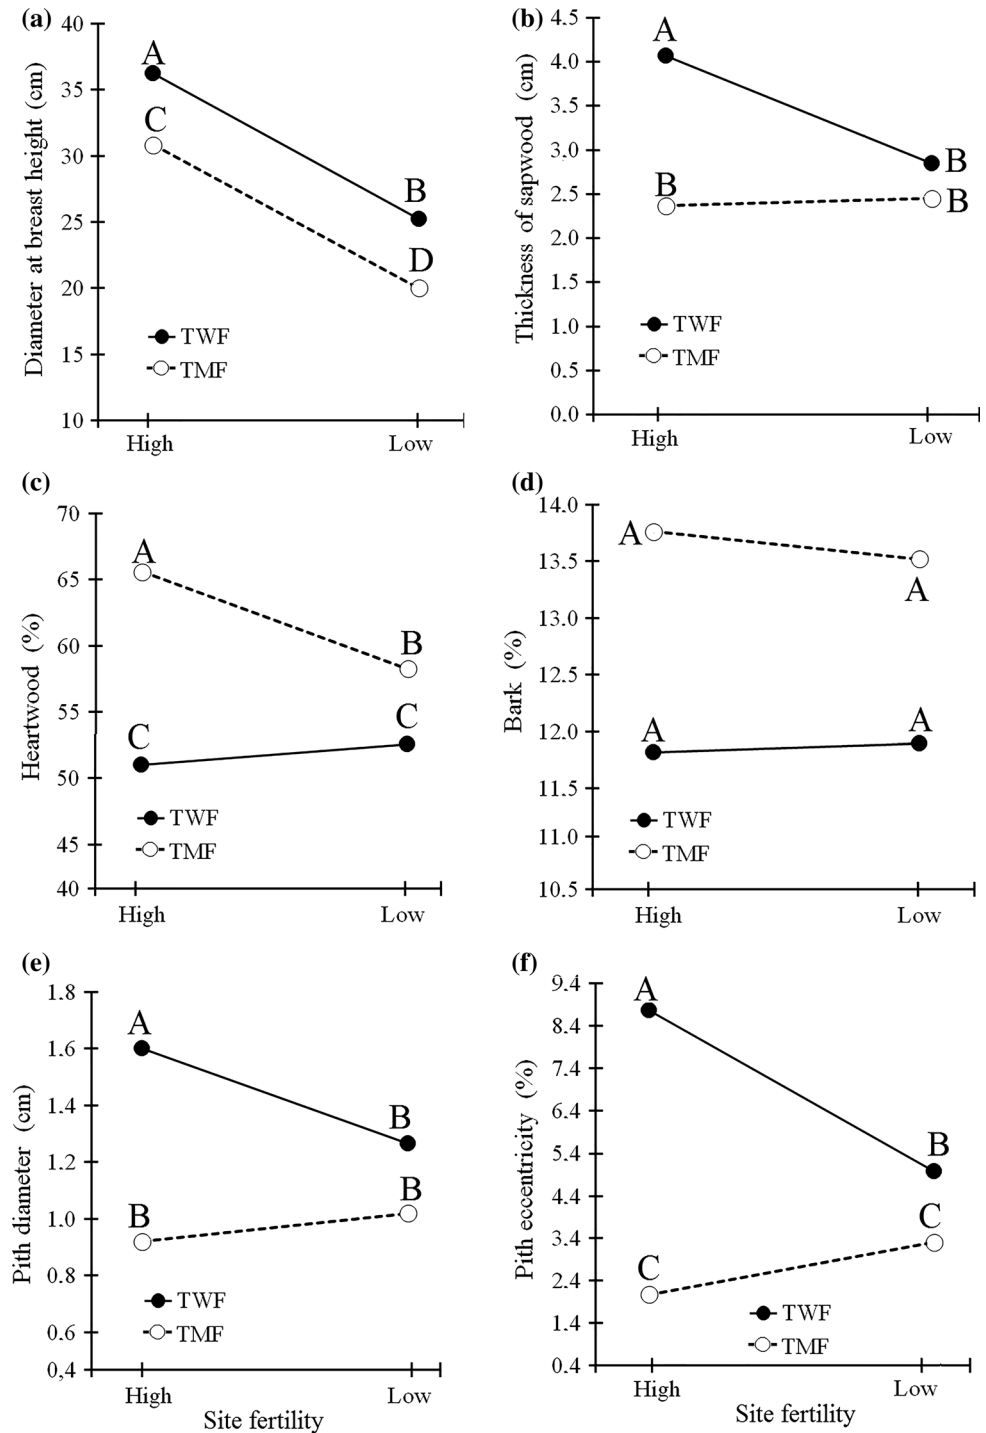 (a)
Diameter at breast height (cm)
40
35
30
25
20
15
10
A
C
B
D
TWF
TMF
High
Low
(b)
Thickness of sapwood (cm)
4.5
4.0
3.5
3.0
2.5
2.0
1.5
1.0
0.5
0.0
A
B
B
B
TWF
TMF
High
Low
(c)
Heartwood (%)
70
65
60
55
50
45
40
A
B
C
C
TWF
TMF
High
Low
(d)
Bark (%)
14.0
13.5
13.0
12.5
12.0
11.5
11.0
10.5
A
A
A
A
TWF
TMF
High
Low
(e)
Pith diameter (cm)
1.8
1.6
1.4
1.2
1.0
0.8
0.6
0,4
A
B
B
B
TWF
TMF
High
Low
Site fertility
(f)
Pith eccentricity (%)
9.4
8.4
7.4
6.4
5.4
4.4
3.4
2.4
1.4
0.4
A
B
C
C
TWF
TMF
High
Low
Site fertility